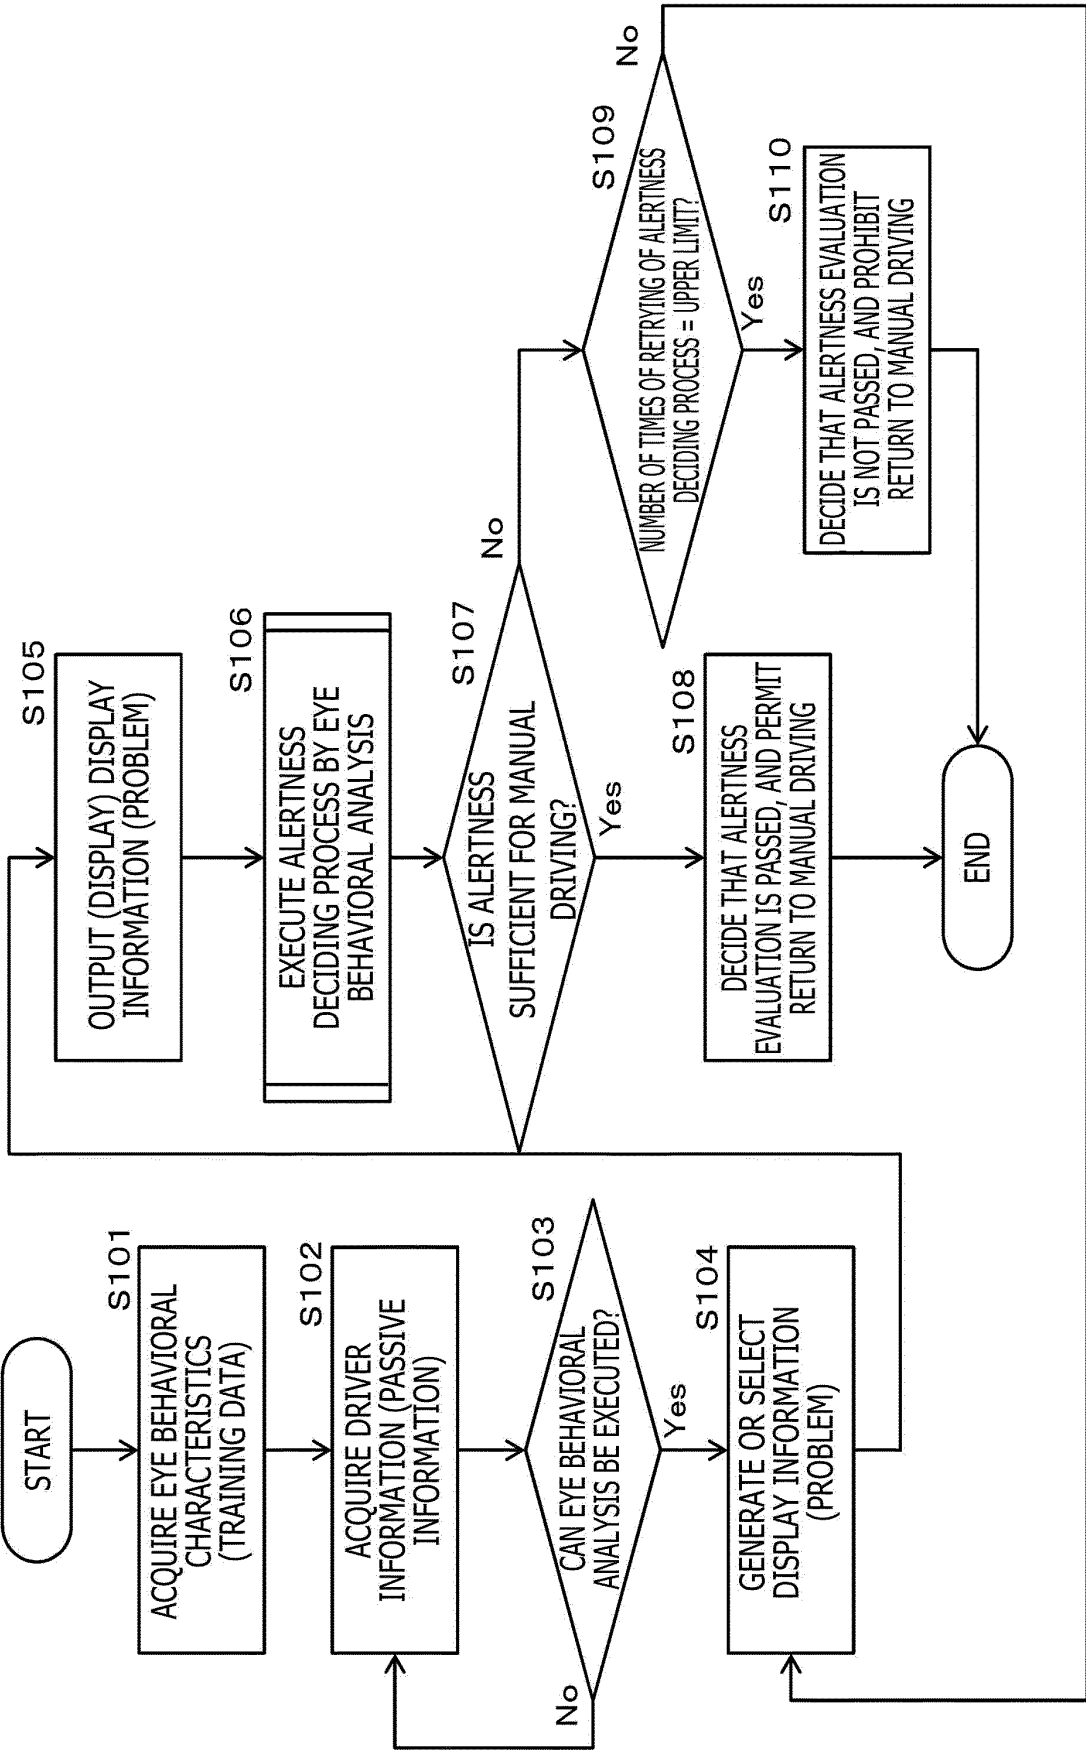 START
S101
ACQUIRE EYE BEHAVIORAL
CHARACTERISTICS
(TRAINING DATA)
S102
ACQUIRE DRIVER
INFORMATION (PASSIVE
INFORMATION)
S103
CAN EYE BEHAVIORAL
ANALYSIS BE EXECUTED?
No
Yes
S104
GENERATE OR SELECT
DISPLAY INFORMATION
(PROBLEM)
S105
OUTPUT (DISPLAY) DISPLAY
INFORMATION (PROBLEM)
S106
EXECUTE ALERTNESS
DECIDING PROCESS BY EYE
BEHAVIORAL ANALYSIS
S107
IS ALERTNESS
SUFFICIENT FOR MANUAL
DRIVING?
No
Yes
S108
DECIDE THAT ALERTNESS
EVALUATION IS PASSED, AND PERMIT
RETURN TO MANUAL DRIVING
S109
NUMBER OF TIMES OF RETRYING OF ALERTNESS
DECIDING PROCESS = UPPER LIMIT?
No
Yes
S110
DECIDE THAT ALERTNESS EVALUATION
IS NOT PASSED, AND PROHIBIT
RETURN TO MANUAL DRIVING
END